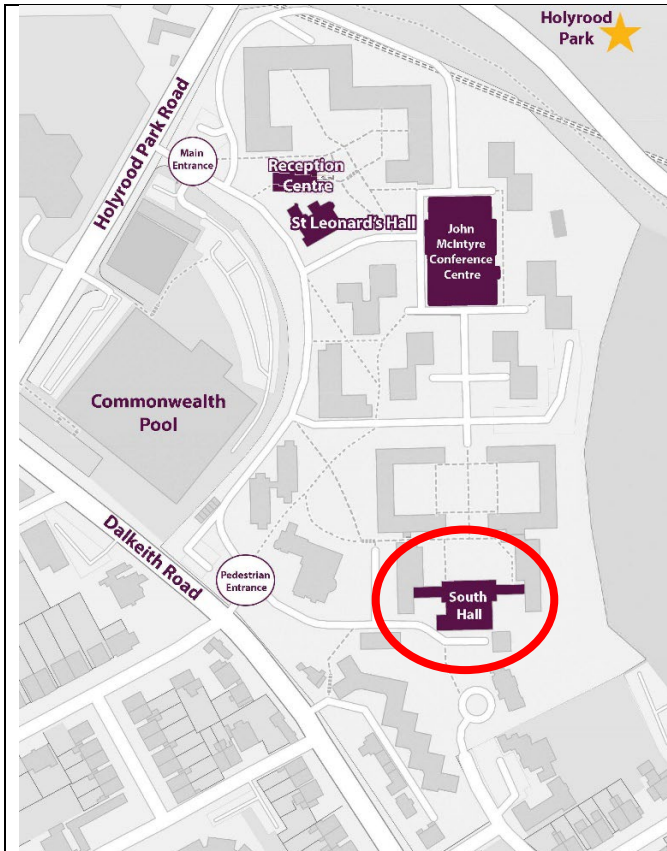 Holyrood
Park
Holyrood Park Road
Main
Entrance
Reception
Centre
St Leonard's Hall
John
McIntyre
Conference
Centre
Commonwealth
Pool
Dalkeith Road
Pedestrian
Entrance
South
Hall